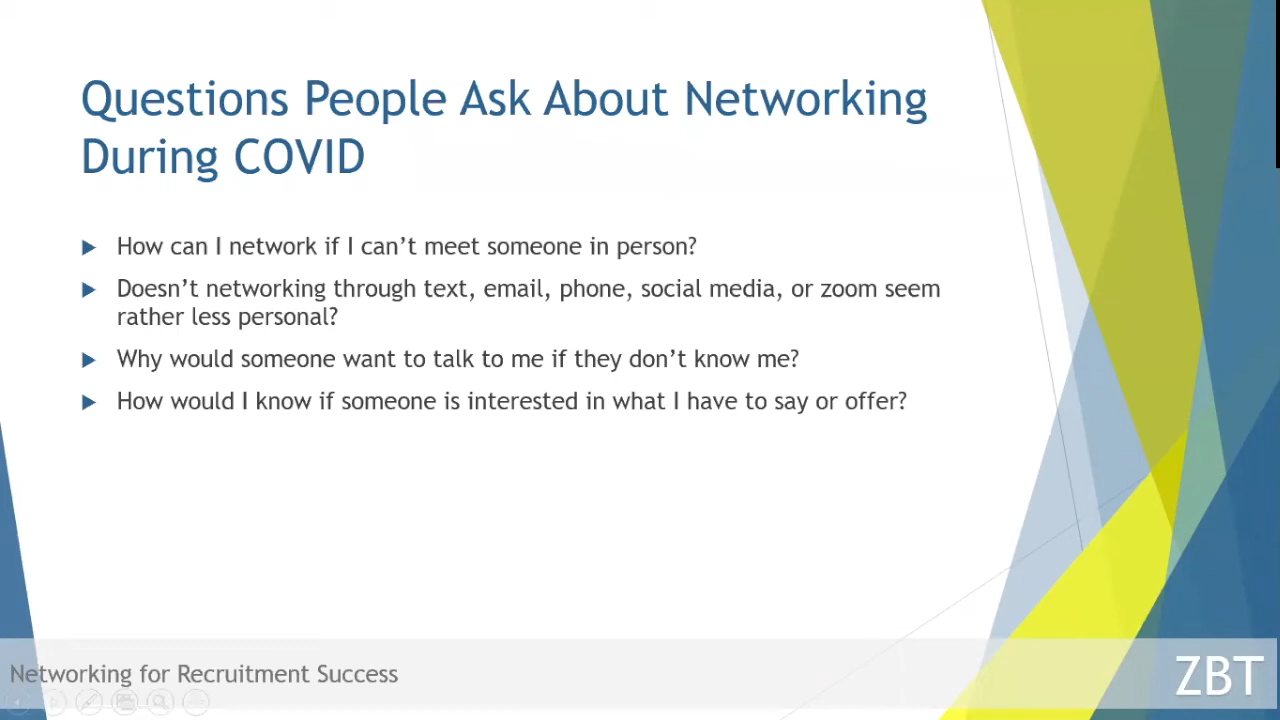 Questions People Ask About Networking
During COVID
How can I network if I can’t meet someone in person?
Doesn’t networking through text, email, phone, social media, or zoom seem
rather less personal?
Why would someone want to talk to me if they don’t know me?
How would I know if someone is interested in what I have to say or offer?
Networking for Recruitment Success
ZBT